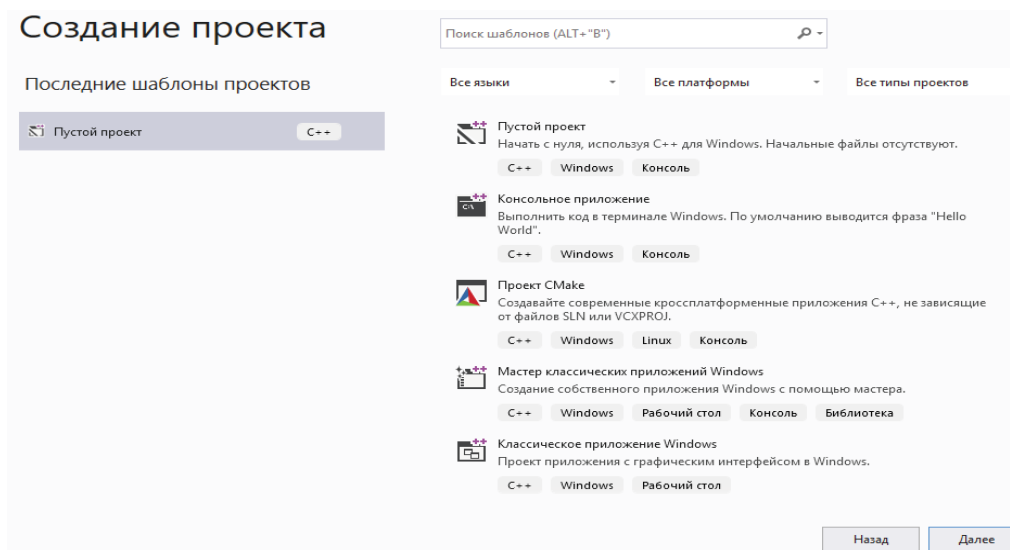 Создание проекта
Поиск шаблонов (ALT+"B")
Последние шаблоны проектов
Все языки
Все платформы
Все типы проектов
Пустой проект
C++
Пустой проект
Начать с нуля, используя C++ для Windows. Начальные файлы отсутствуют.
C++ Windows Консоль
Консольное приложение
Выполнить код в терминале Windows. По умолчанию выводится фраза "Hello
World".
C++ Windows Консоль
Проект CMake
Создавайте современные кроссплатформенные приложения C++, не зависящие
от файлов SLN или VCXPROJ.
C++ Windows Linux Консоль
Мастер классических приложений Windows
Создание собственного приложения Windows с помощью мастера.
C++ Windows Рабочий стол Консоль Библиотека
Классическое приложение Windows
Проект приложения с графическим интерфейсом в Windows.
C++ Windows Рабочий стол
Назад
Далее